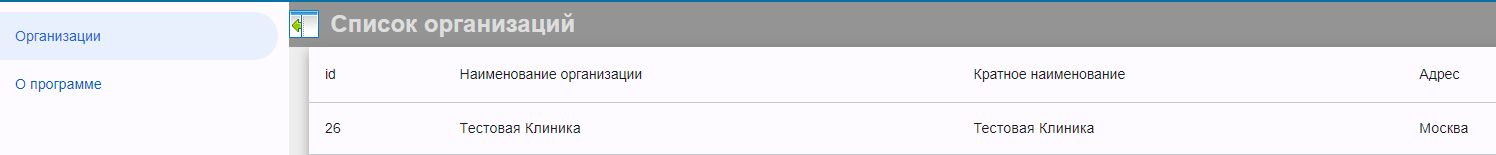 Организации
О программе
Список организаций
id Наименование организации Кратное наименование Адрес
26 Тестовая Клиника Тестовая Клиника Москва